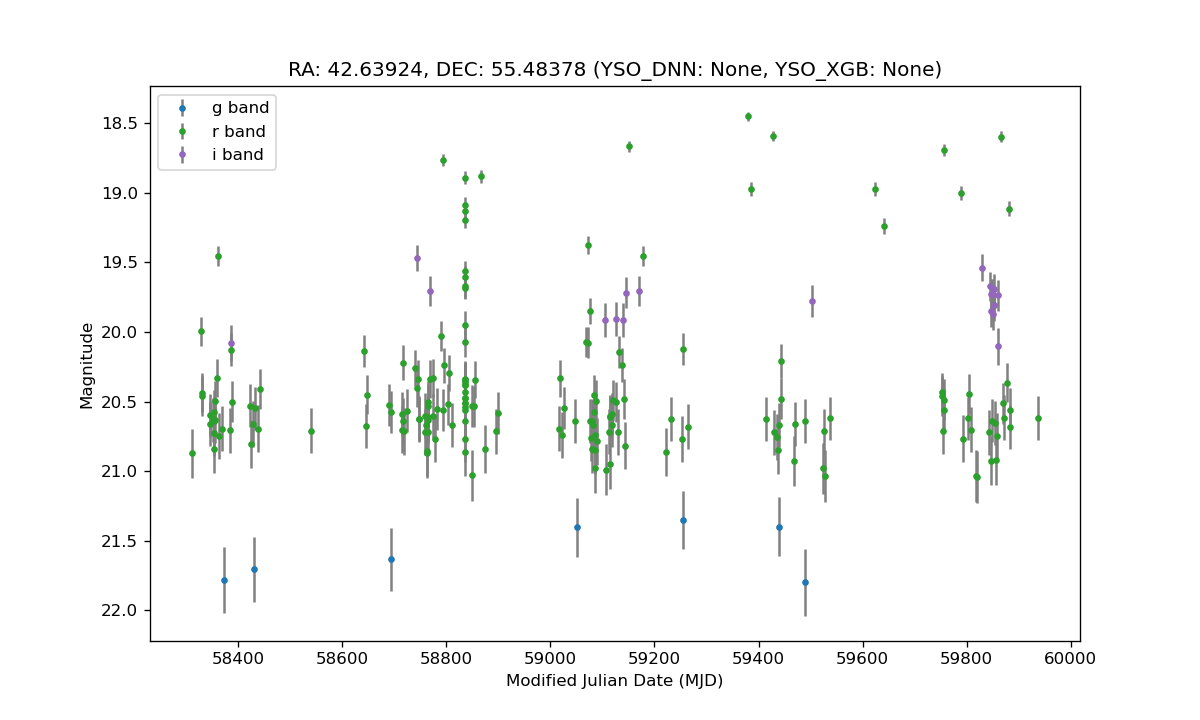 RA: 42.63924, DEC: 55.48378 (YSO_DNN: None, YSO_XGB: None)
g band
r band
i band
18.5
19.0
19.5
20.0
20.5
21.0
21.5
22.0
Magnitude
58400 58600 58800 59000 59200 59400 59600 59800 60000
Modified Julian Date (MJD)